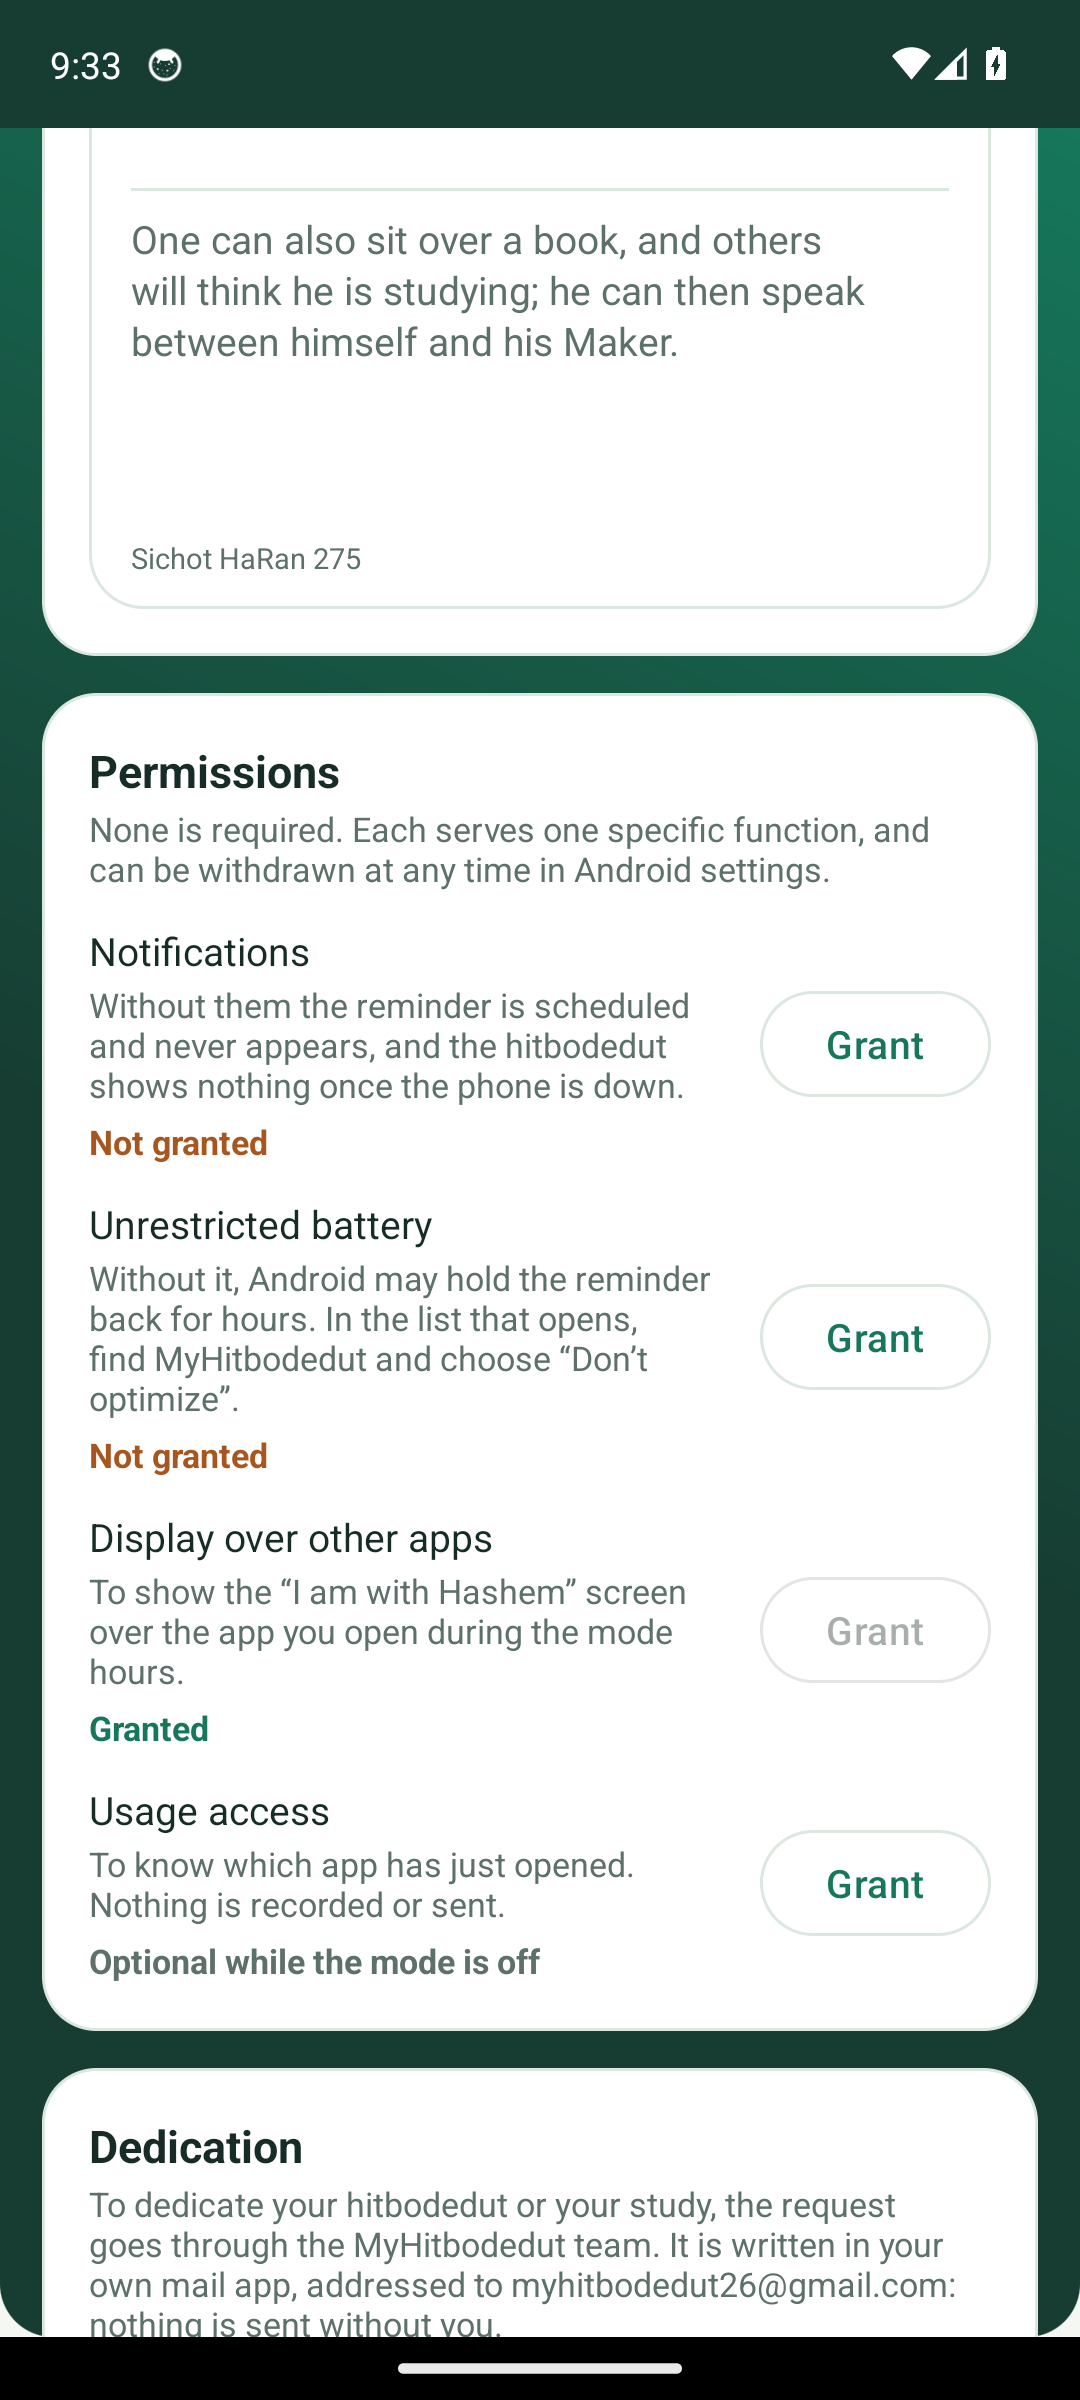 9:33
One can also sit over a book, and others
will think he is studying; he can then speak
between himself and his Maker.
Sichot HaRan 275
Permissions
None is required. Each serves one specific function, and
can be withdrawn at any time in Android settings.
Notifications
Without them the reminder is scheduled
and never appears, and the hitbodedut
shows nothing once the phone is down.
Grant
Not granted
Unrestricted battery
Without it, Android may hold the reminder
back for hours. In the list that opens,
find MyHitbodedut and choose “Don’t
optimize”.
Grant
Not granted
Display over other apps
To show the “I am with Hashem” screen
over the app you open during the mode
hours.
Grant
Granted
Usage access
To know which app has just opened.
Nothing is recorded or sent.
Grant
Optional while the mode is off
Dedication
To dedicate your hitbodedut or your study, the request
goes through the MyHitbodedut team. It is written in your
own mail app, addressed to myhitbodedut26@gmail.com:
nothing is sent without you.